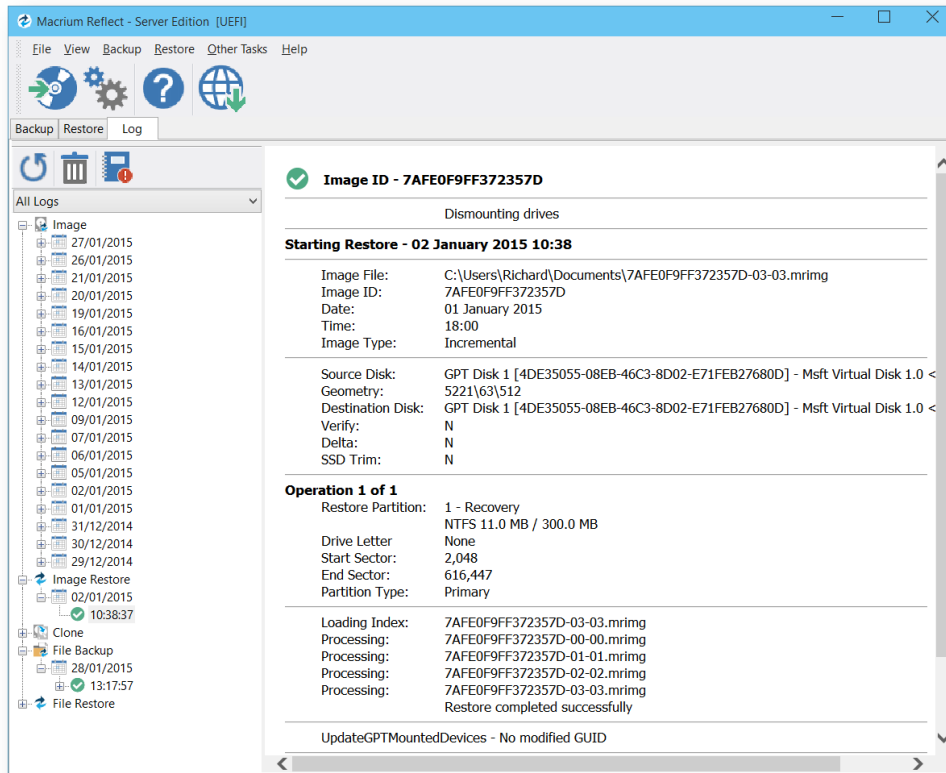 Macrium Reflect - Server Edition [UEFI]
File View Backup Restore Other Tasks Help
Backup Restore Log
All Logs
Image
27/01/2015
26/01/2015
21/01/2015
20/01/2015
19/01/2015
16/01/2015
15/01/2015
14/01/2015
13/01/2015
12/01/2015
09/01/2015
07/01/2015
06/01/2015
05/01/2015
02/01/2015
01/01/2015
31/12/2014
30/12/2014
29/12/2014
Image Restore
02/01/2015
10:38:37
Clone
File Backup
28/01/2015
13:17:57
File Restore
Image ID - 7AFE0F9FF372357D
Dismounting drives
Starting Restore - 02 January 2015 10:38
Image File: C:\Users\Richard\Documents\7AFE0F9FF372357D-03-03.mrimg
Image ID: 7AFE0F9FF372357D
Date: 01 January 2015
Time: 18:00
Image Type: Incremental
Source Disk: GPT Disk 1 [4DE35055-08EB-46C3-8D02-E71FEB27680D] - Msft Virtual Disk 1.0 <
Geometry: 5221\63\512
Destination Disk: GPT Disk 1 [4DE35055-08EB-46C3-8D02-E71FEB27680D] - Msft Virtual Disk 1.0 <
Verify: N
Delta: N
SSD Trim: N
Operation 1 of 1
Restore Partition: 1 - Recovery
NTFS 11.0 MB / 300.0 MB
Drive Letter None
Start Sector: 2,048
End Sector: 616,447
Partition Type: Primary
Loading Index: 7AFE0F9FF372357D-03-03.mrimg
Processing: 7AFE0F9FF372357D-00-00.mrimg
Processing: 7AFE0F9FF372357D-01-01.mrimg
Processing: 7AFE0F9FF372357D-02-02.mrimg
Processing: 7AFE0F9FF372357D-03-03.mrimg
Restore completed successfully
UpdateGPTMountedDevices - No modified GUID